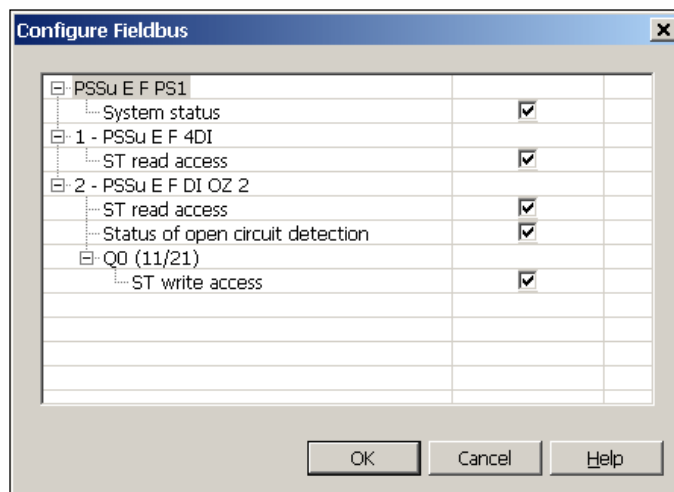 Configure Fieldbus
PSSu E F PS1
System status
1 - PSSu E F 4DI
ST read access
2 - PSSu E F DI OZ 2
ST read access
Status of open circuit detection
Q0 (11/21)
ST write access
OK Cancel Help